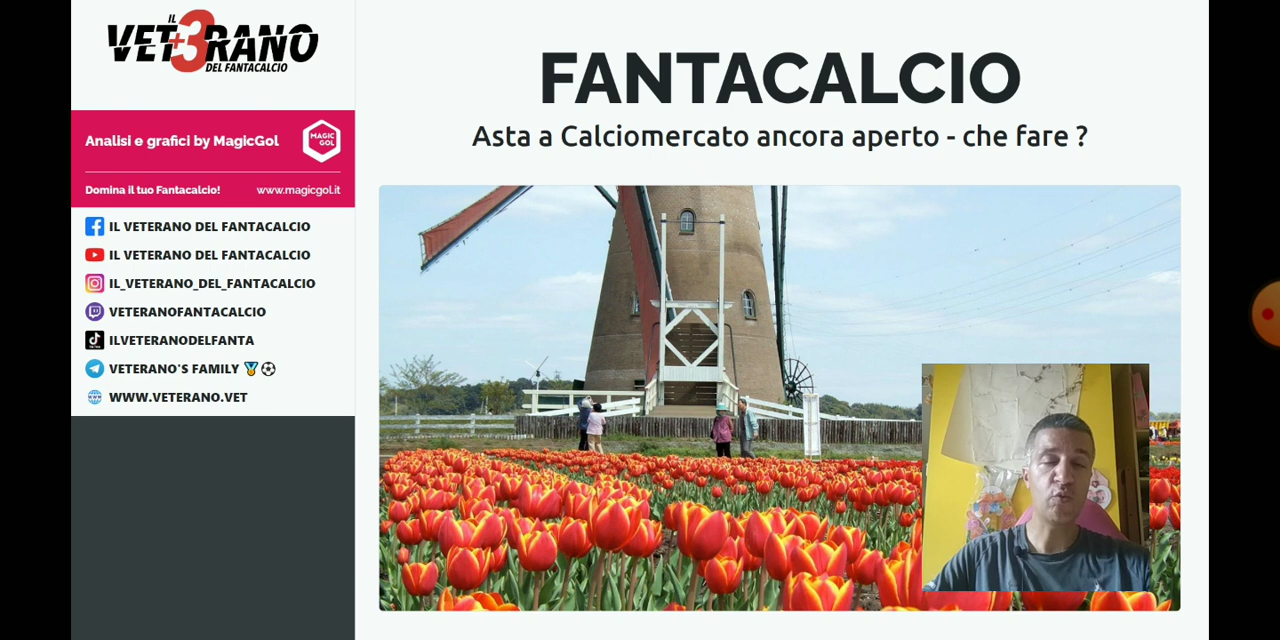 IL
VET+3RANO
DEL FANTACALCIO
Analisi e grafici by MagicGol
MAGIC
GOL
Domina il tuo Fantacalcio!
www.magicgol.it
IL VETERANO DEL FANTACALCIO
IL VETERANO DEL FANTACALCIO
IL_VETERANO_DEL_FANTACALCIO
VETERANOFANTACALCIO
ILVETERANODELFANTA
VETERANO'S FAMILY 🏅⚽
WWW.VETERANO.VET
FANTACALCIO
Asta a Calciomercato ancora aperto - che fare ?